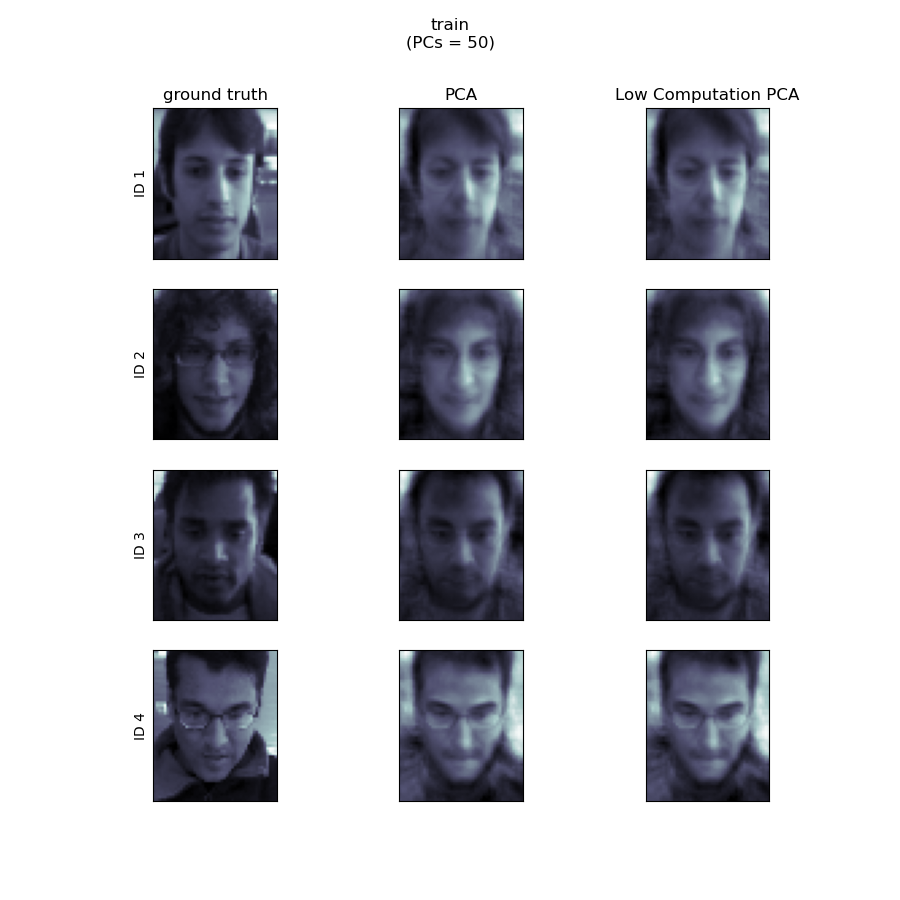 train
(PCs = 50)
ground truth
PCA
Low Computation PCA
ID 1
ID 2
ID 3
ID 4